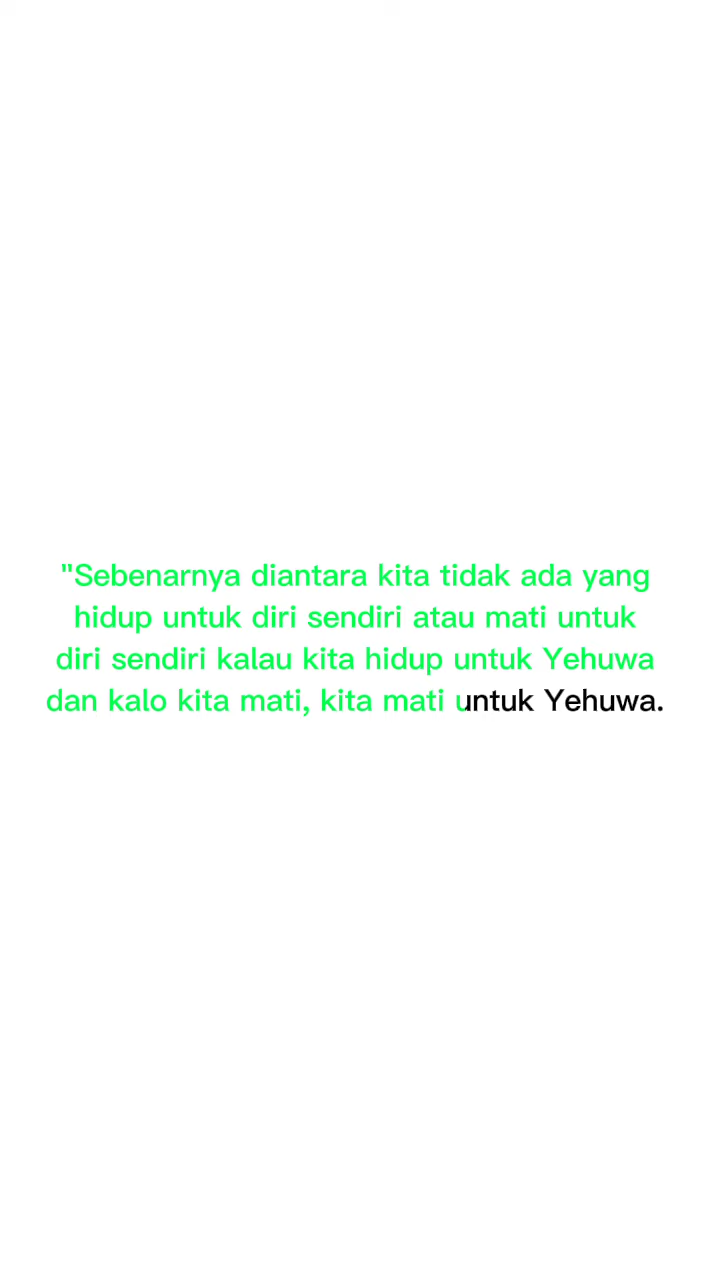 "Sebenarnya diantara kita tidak ada yang
hidup untuk diri sendiri atau mati untuk
diri sendiri kalau kita hidup untuk Yehuwa
dan kalo kita mati, kita mati untuk Yehuwa.